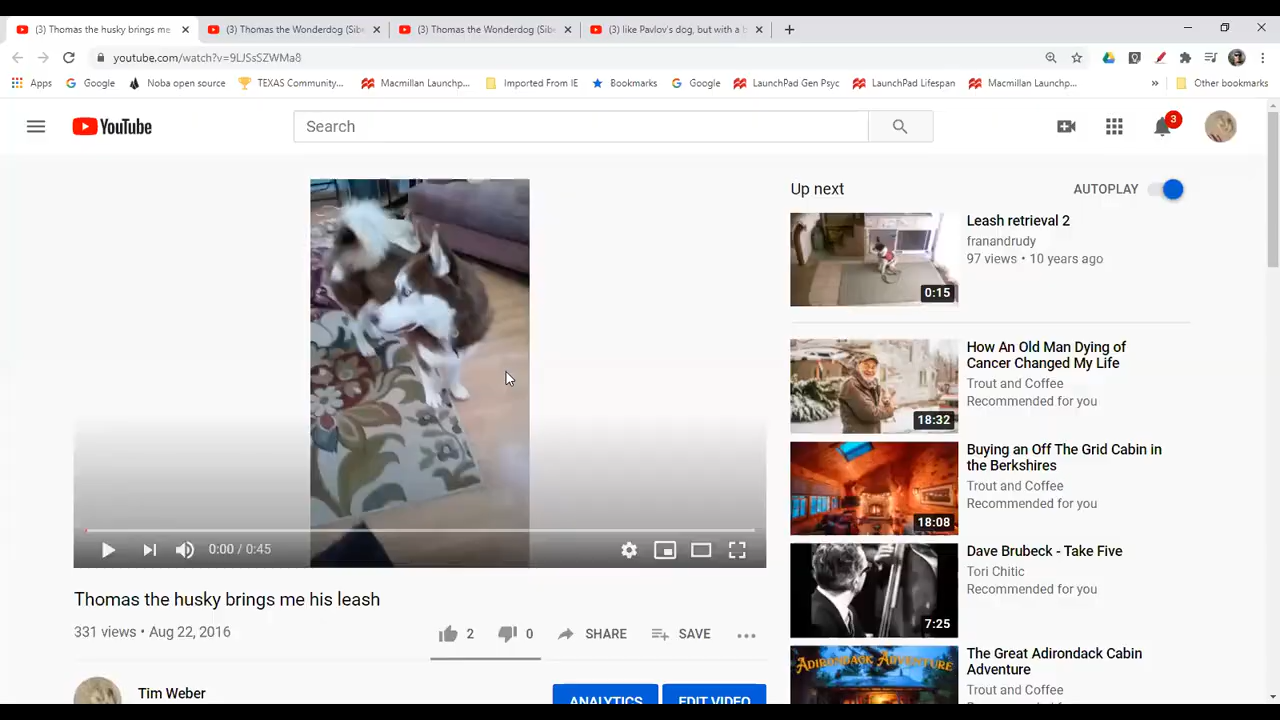 (3) Thomas the husky brings me
(3) Thomas the Wonderdog (Sibe
(3) Thomas the Wonderdog (Sibe
(3) like Pavlov's dog, but with a b
youtube.com/watch?v=9LJSsSZWMa8
Apps
Google
Noba open source
TEXAS Community...
Macmillan Launchp...
Imported From IE
Bookmarks
Google
LaunchPad Gen Psyc
LaunchPad Lifespan
Macmillan Launchp...
»
Other bookmarks
YouTube
Search
3
Up next
AUTOPLAY
Leash retrieval 2
franandrudy
97 views • 10 years ago
0:15
How An Old Man Dying of
Cancer Changed My Life
Trout and Coffee
Recommended for you
18:32
Buying an Off The Grid Cabin in
the Berkshires
Trout and Coffee
Recommended for you
18:08
0:00 / 0:45
Dave Brubeck - Take Five
Tori Chitic
Recommended for you
7:25
Thomas the husky brings me his leash
331 views • Aug 22, 2016
2
0
SHARE
SAVE
ADIRONDACK ADVENTURE
The Great Adirondack Cabin
Adventure
Trout and Coffee
Tim Weber
ANALYTICS
EDIT VIDEO